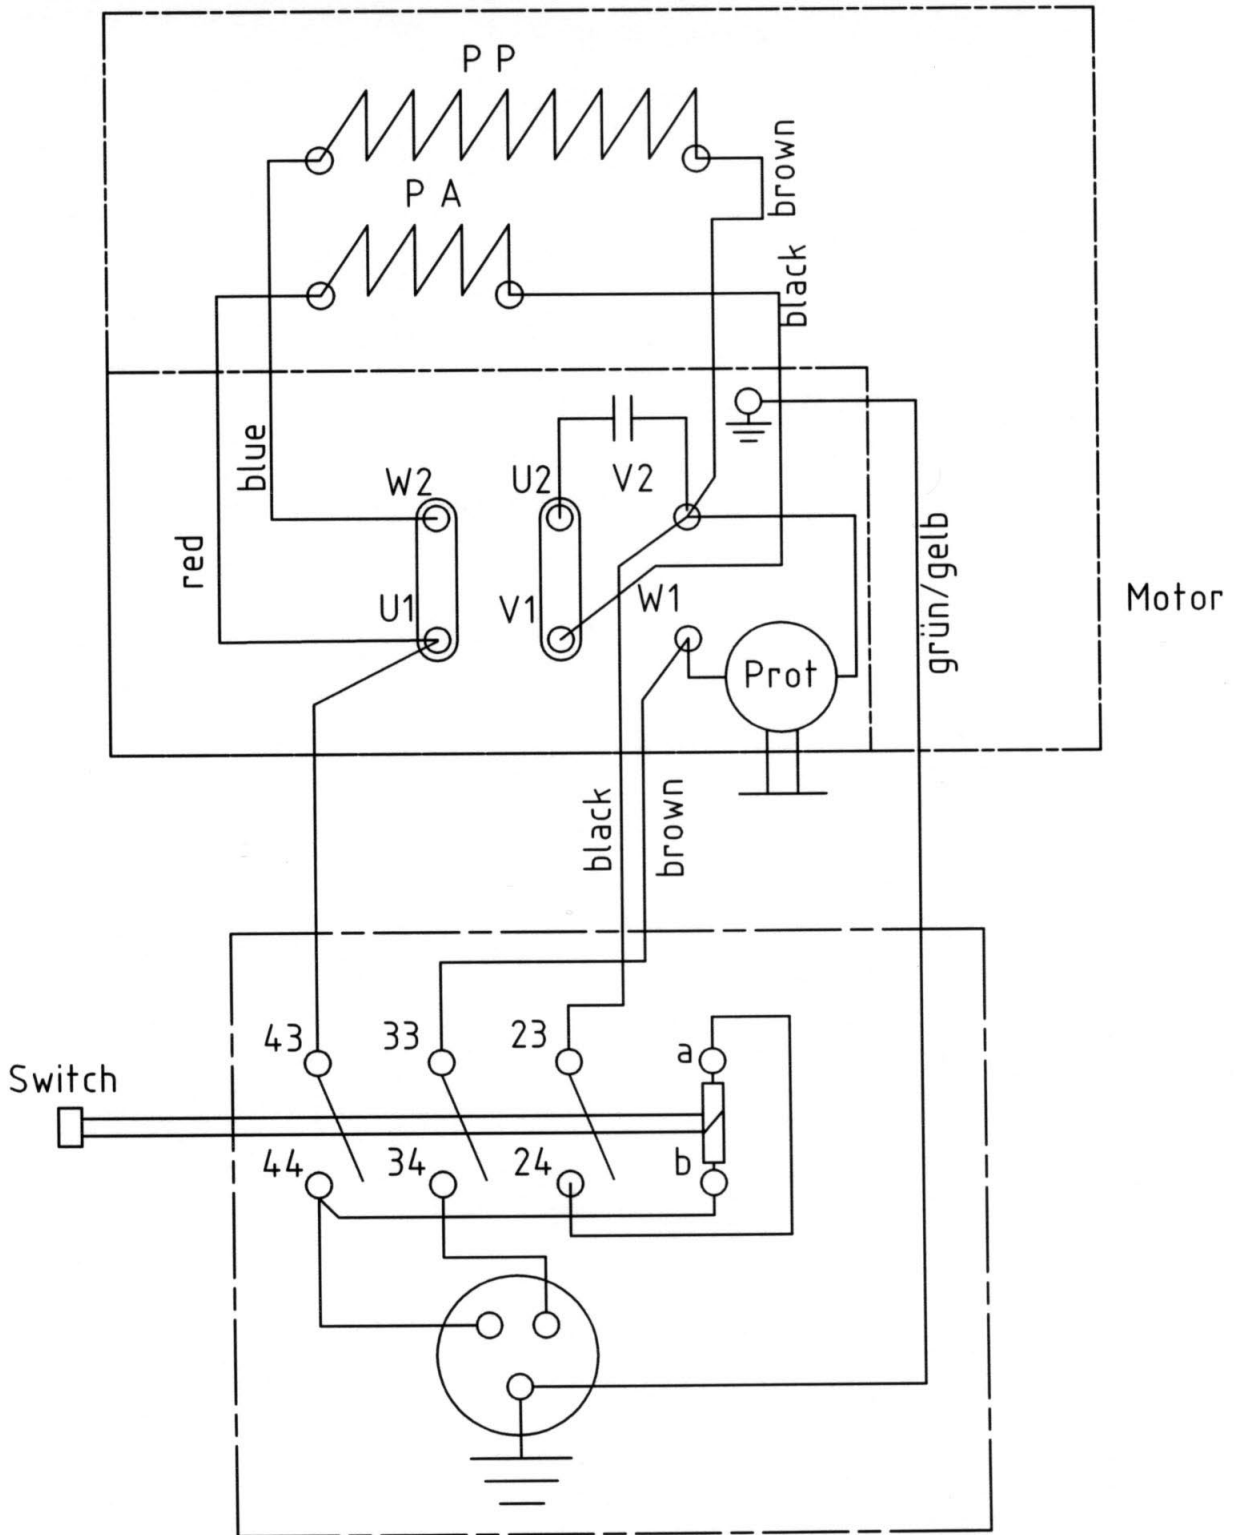 P P
brown
P A
black
blue
W2
U2
V2
red
U1
V1
W1
Prot
grün/gelb
Motor
black
brown
43
33
23
a
Switch
44
34
24
b